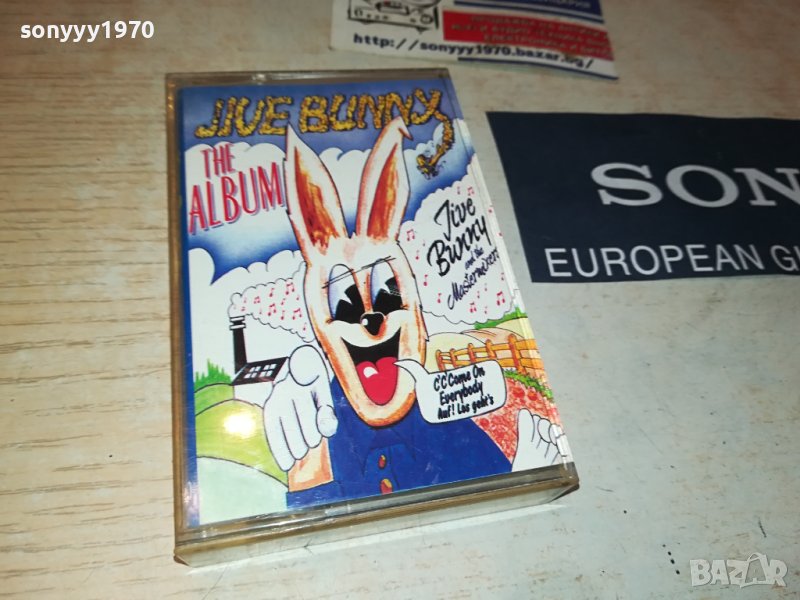 sonyyy1970
http://sonyyy1970.bazar.bg/
JIVE BUNNY
THE
ALBUM
Jive
Bunny
and the
Mastermixers
C'C'Come On
Everybody
Auf! Los geht's
SON
EUROPEAN G
BAZAR